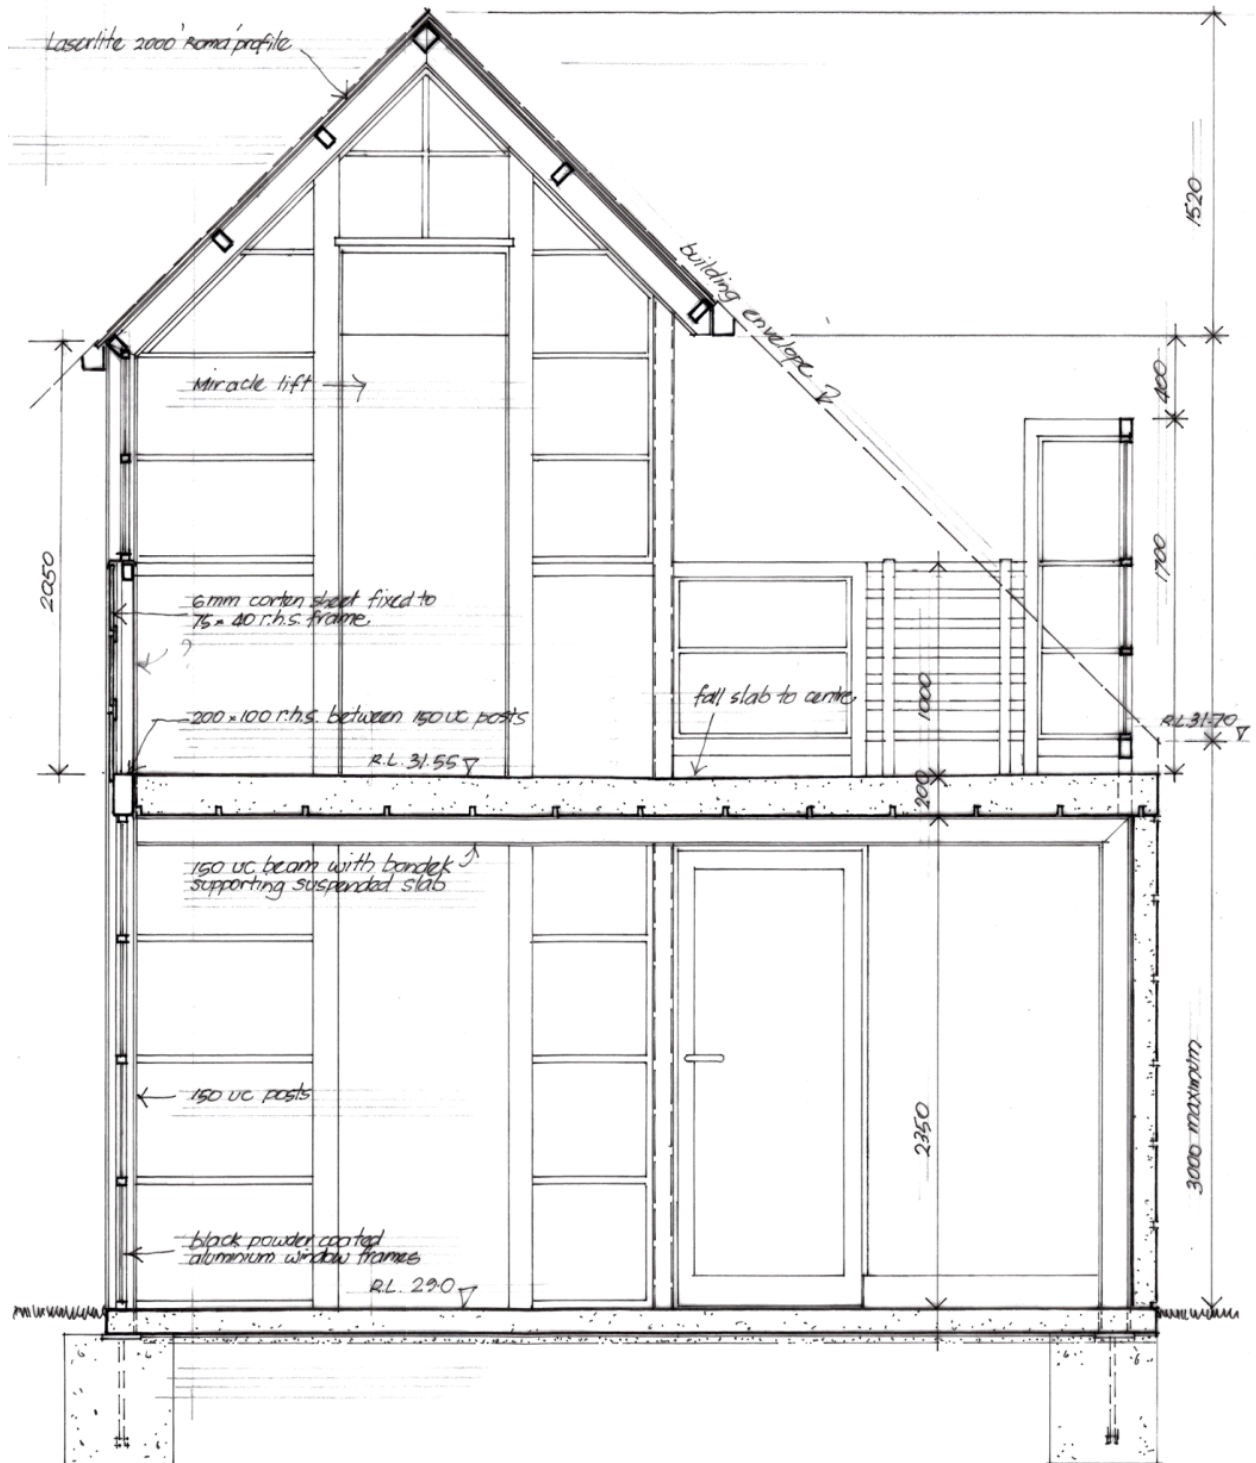 Laserlite 2000 'Roma' profile
1520
building envelope
Miracle lift
400
2050
1700
6mm corten sheet fixed to
75 x 40 r.h.s. frame
?
fall slab to centre
1000
200 x 100 r.h.s. between 150 UC posts
R.L. 31.70
R.L. 31.55
200
150 UC beam with bondek
supporting suspended slab
150 UC posts
2350
3000 maximum
black powder coated
aluminium window frames
R.L. 29.0